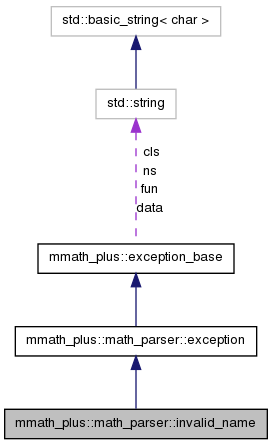 std::basic_string< char >
std::string
cls
ns
fun
data
mmath_plus::exception_base
mmath_plus::math_parser::exception
mmath_plus::math_parser::invalid_name